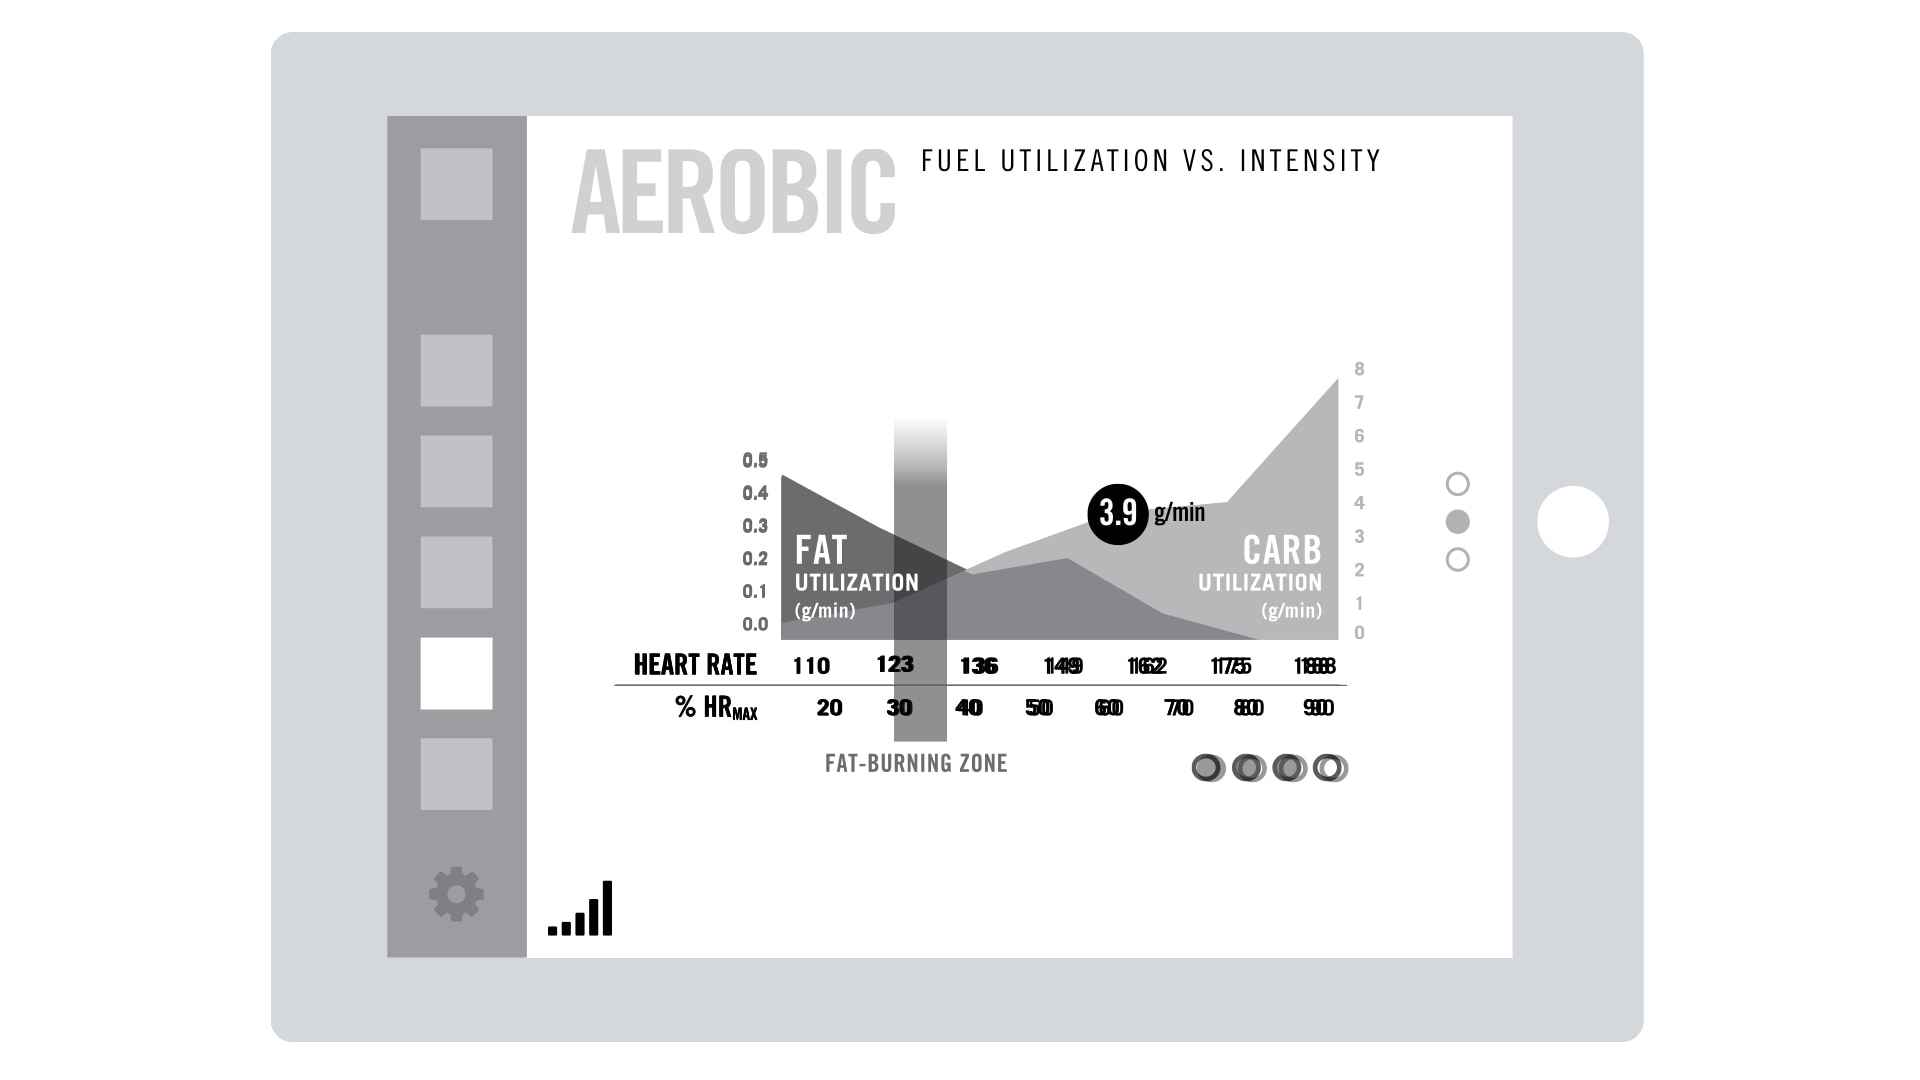 AEROBIC FUEL UTILIZATION VS. INTENSITY
8
7
6
5
4
3
2
1
0
0.5
0.4
0.3
0.2
0.1
0.0
3.9 g/min
FAT
UTILIZATION
(g/min)
CARB
UTILIZATION
(g/min)
HEART RATE 110 123 136 149 162 175 188
% HRMAX 20 30 40 50 60 70 80 90
FAT-BURNING ZONE